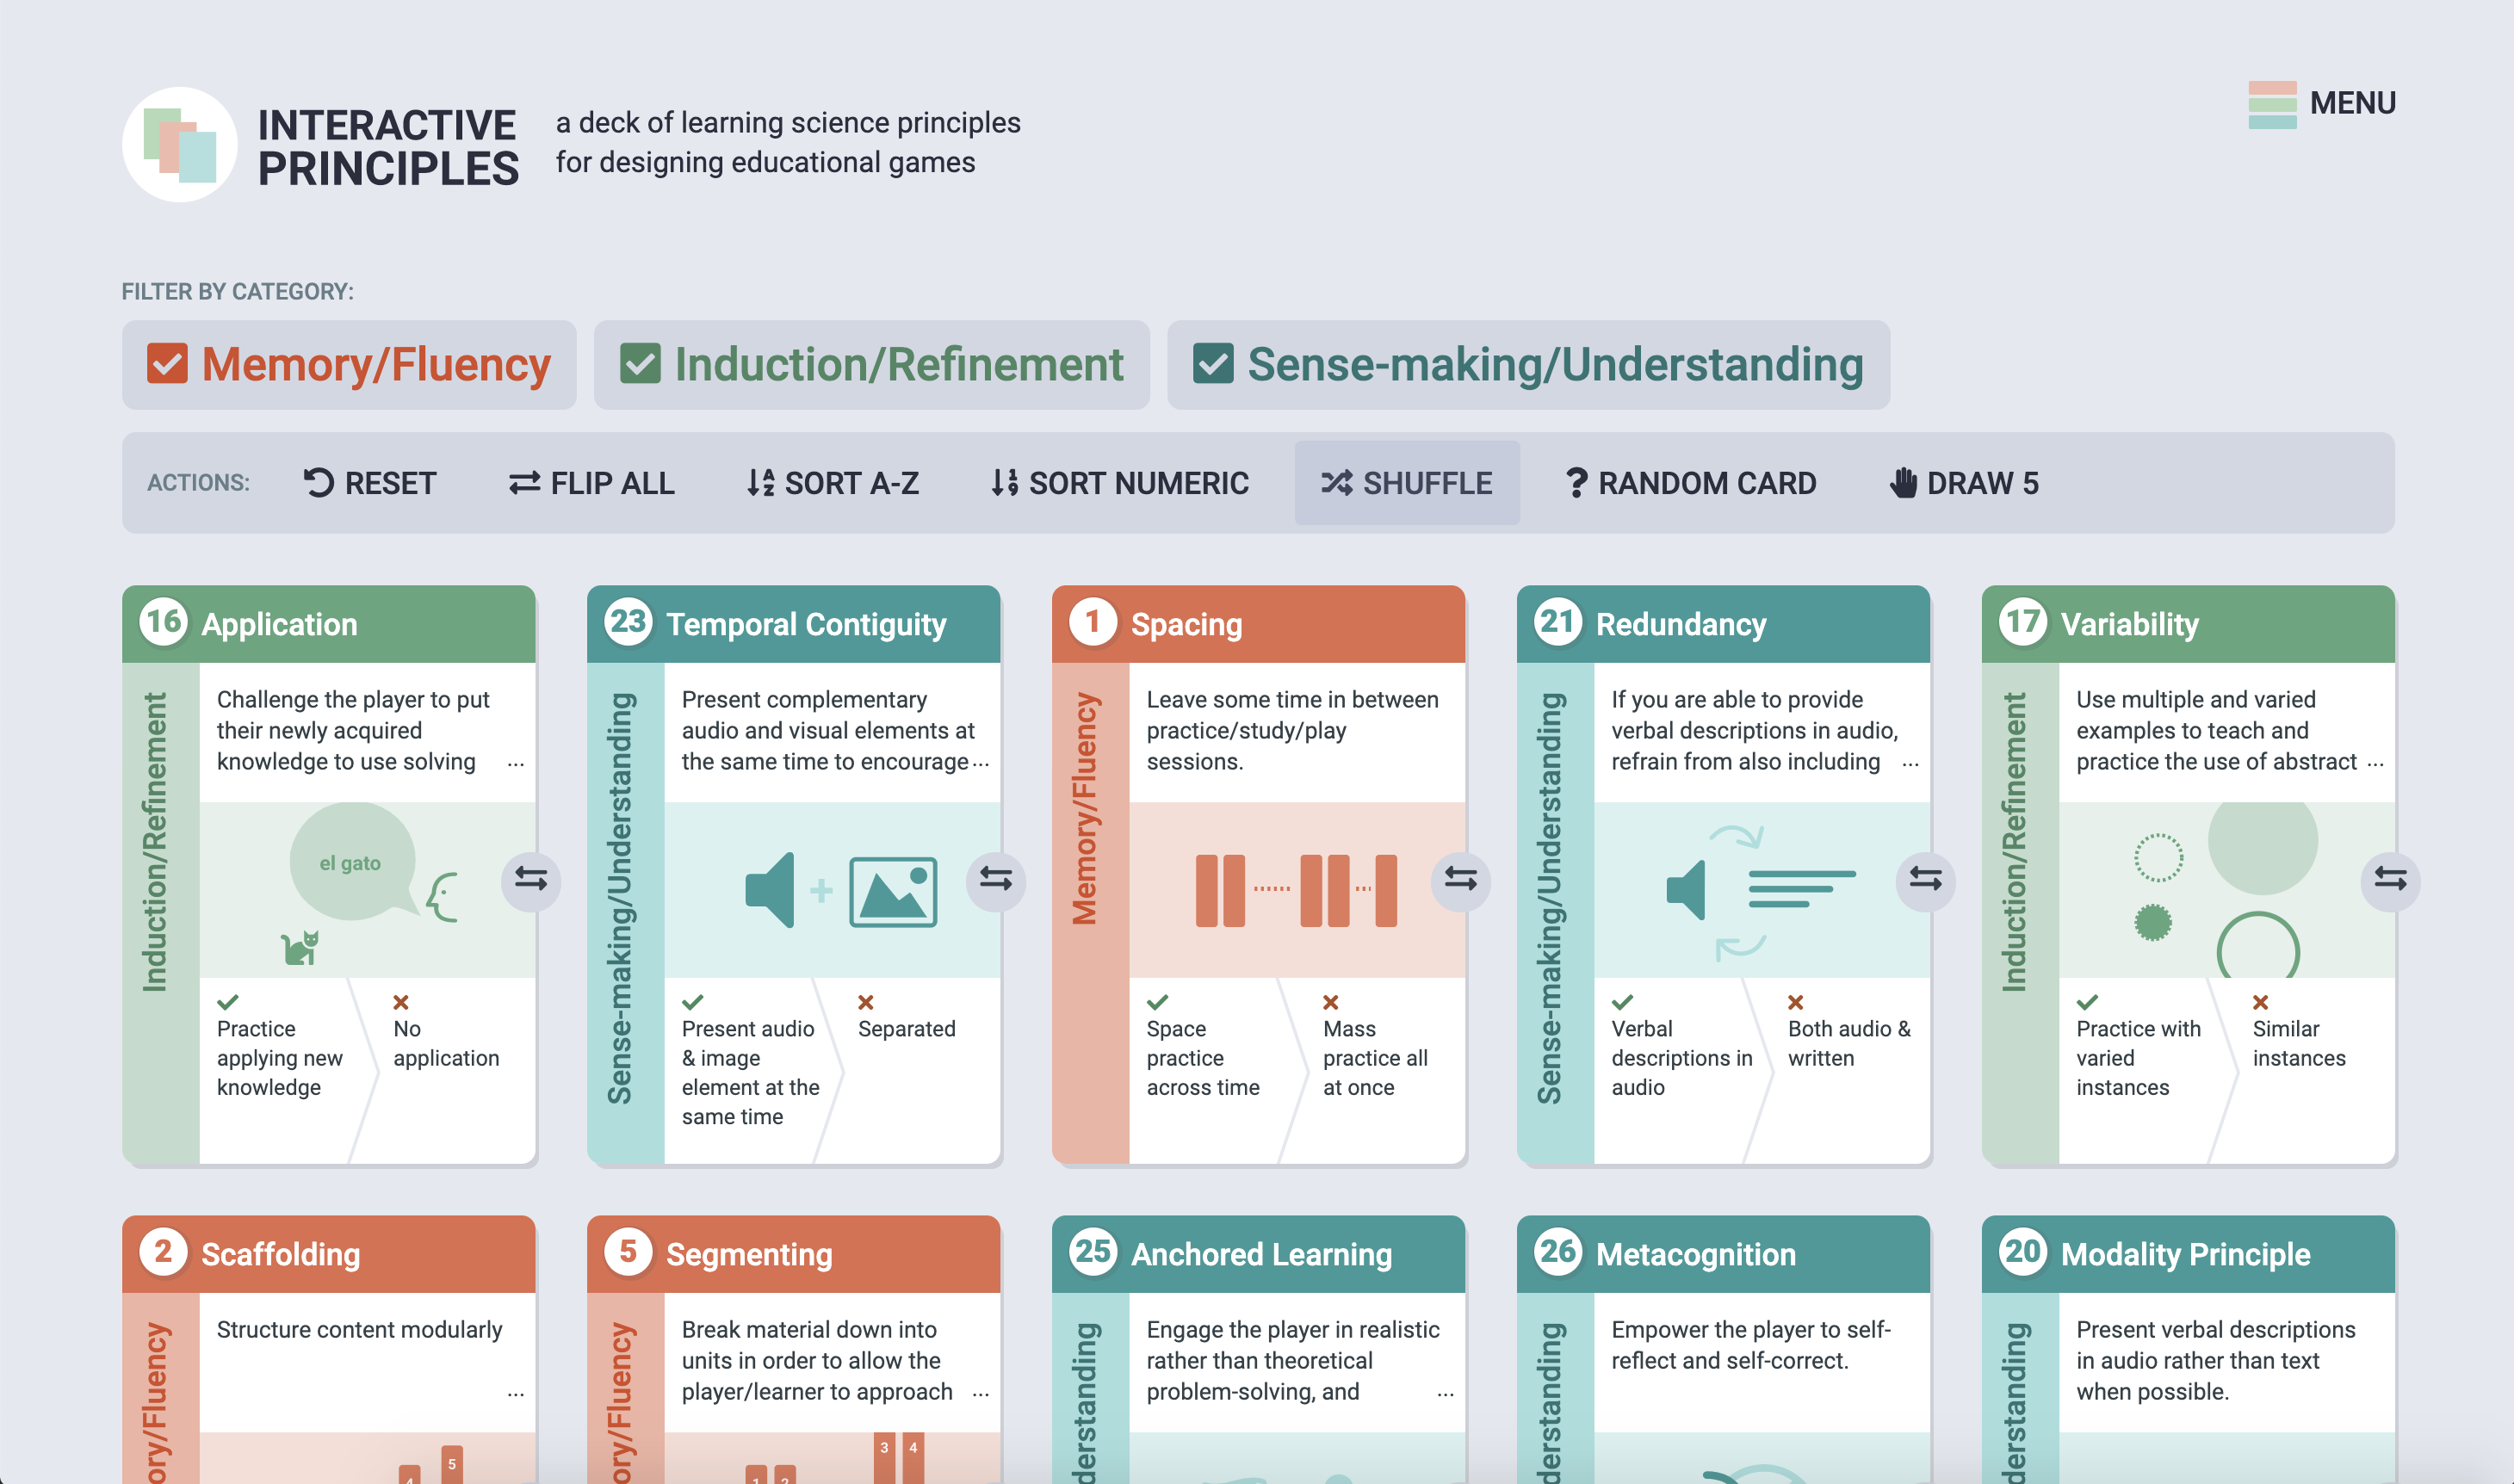 INTERACTIVE
PRINCIPLES
a deck of learning science principles
for designing educational games
MENU
FILTER BY CATEGORY:
Memory/Fluency
Induction/Refinement
Sense-making/Understanding
ACTIONS:
RESET
FLIP ALL
SORT A-Z
SORT NUMERIC
SHUFFLE
? RANDOM CARD
DRAW 5
16 Application
Induction/Refinement
Challenge the player to put
their newly acquired
knowledge to use solving ...
el gato
Practice
applying new
knowledge
No
application
23 Temporal Contiguity
Sense-making/Understanding
Present complementary
audio and visual elements at
the same time to encourage...
Present audio
& image
element at the
same time
Separated
1 Spacing
Memory/Fluency
Leave some time in between
practice/study/play
sessions.
Space
practice
across time
Mass
practice all
at once
21 Redundancy
Sense-making/Understanding
If you are able to provide
verbal descriptions in audio,
refrain from also including ...
Verbal
descriptions in
audio
Both audio &
written
17 Variability
Induction/Refinement
Use multiple and varied
examples to teach and
practice the use of abstract ...
Practice with
varied
instances
Similar
instances
2 Scaffolding
ory/Fluency
Structure content modularly
...
4
5
5 Segmenting
ory/Fluency
Break material down into
units in order to allow the
player/learner to approach ...
1 2
3 4
25 Anchored Learning
derstanding
Engage the player in realistic
rather than theoretical
problem-solving, and ...
26 Metacognition
derstanding
Empower the player to self-
reflect and self-correct.
20 Modality Principle
derstanding
Present verbal descriptions
in audio rather than text
when possible.